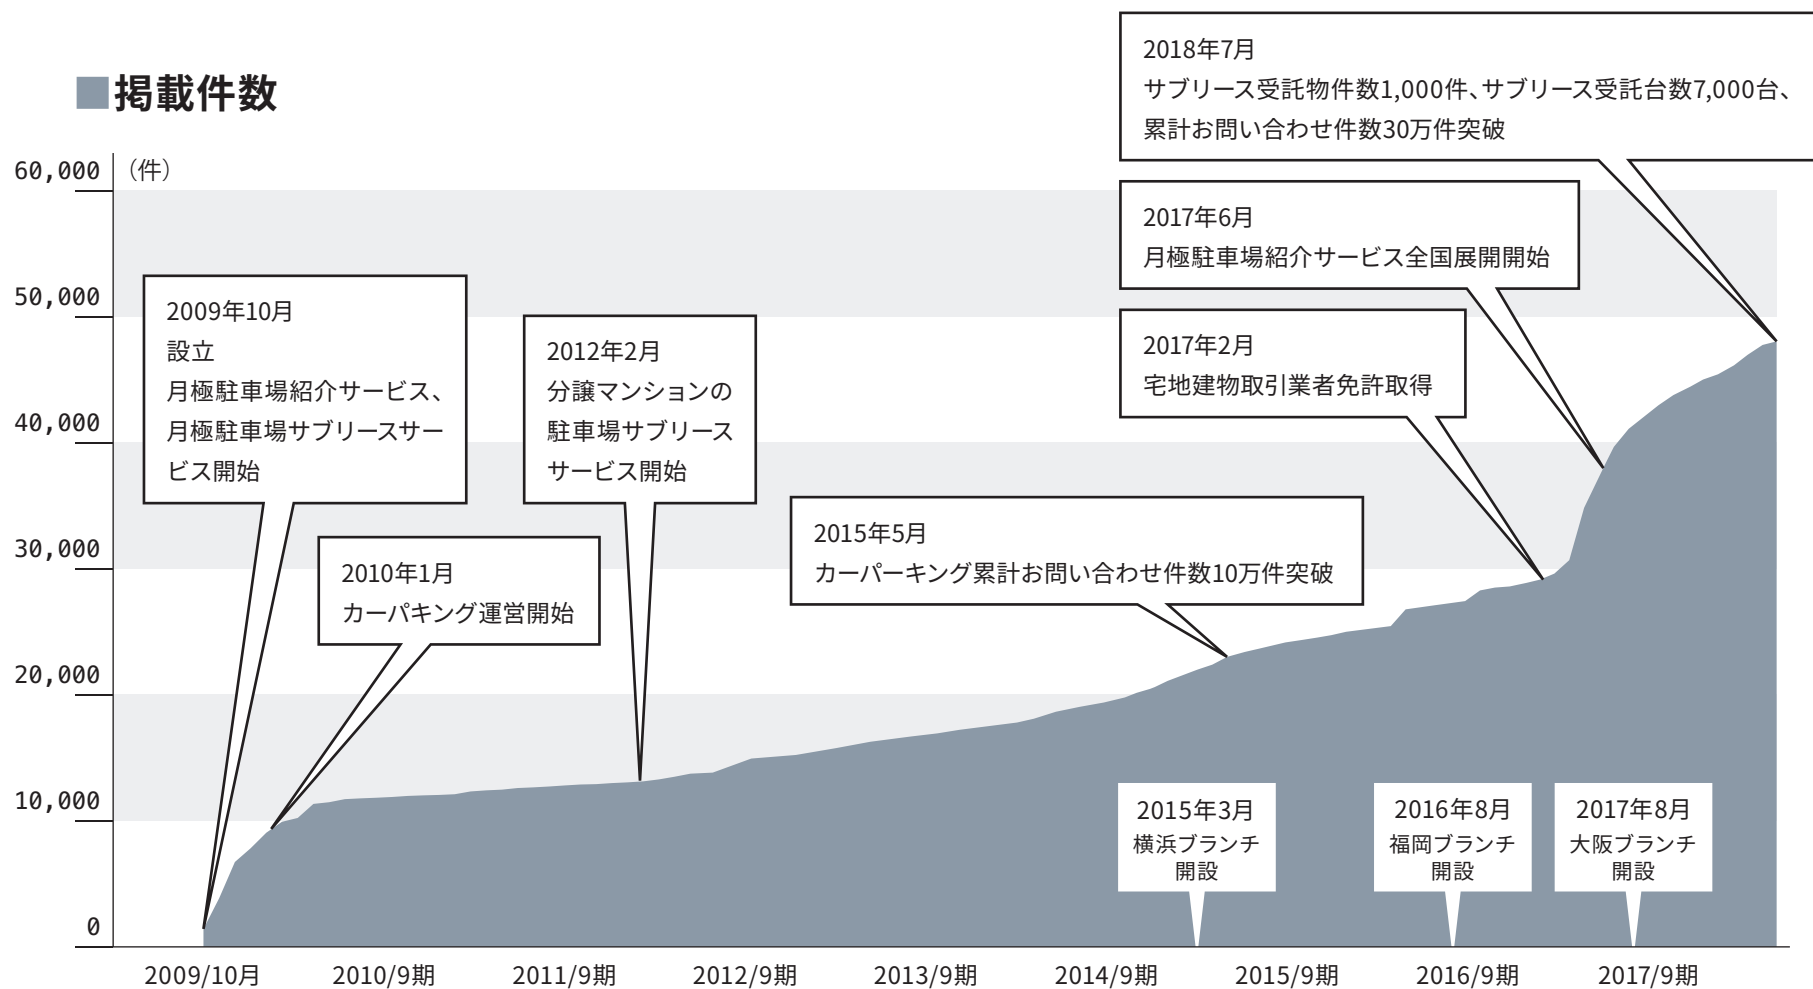 ■掲載件数
(件)
60,000
50,000
40,000
30,000
20,000
10,000
0
2009年10月
設立
月極駐車場紹介サービス、
月極駐車場サブリースサー
ビス開始
2010年1月
カーパキング運営開始
2012年2月
分譲マンションの
駐車場サブリース
サービス開始
2015年5月
カーパーキング累計お問い合わせ件数10万件突破
2018年7月
サブリース受託物件数1,000件、サブリース受託台数7,000台、
累計お問い合わせ件数30万件突破
2017年6月
月極駐車場紹介サービス全国展開開始
2017年2月
宅地建物取引業者免許取得
2015年3月
横浜ブランチ
開設
2016年8月
福岡ブランチ
開設
2017年8月
大阪ブランチ
開設
2009/10月
2010/9期
2011/9期
2012/9期
2013/9期
2014/9期
2015/9期
2016/9期
2017/9期